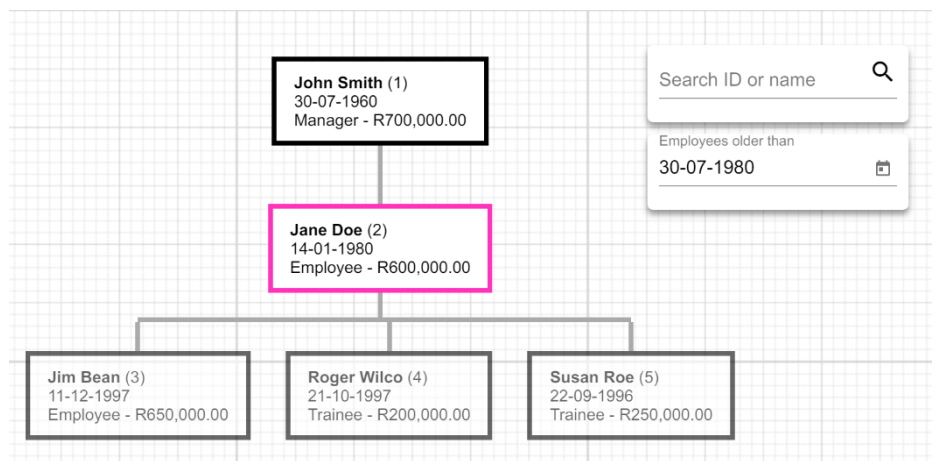 John Smith (1)
30-07-1960
Manager - R700,000.00
Search ID or name
Employees older than
30-07-1980
Jane Doe (2)
14-01-1980
Employee - R600,000.00
Jim Bean (3)
11-12-1997
Employee - R650,000.00
Roger Wilco (4)
21-10-1997
Trainee - R200,000.00
Susan Roe (5)
22-09-1996
Trainee - R250,000.00